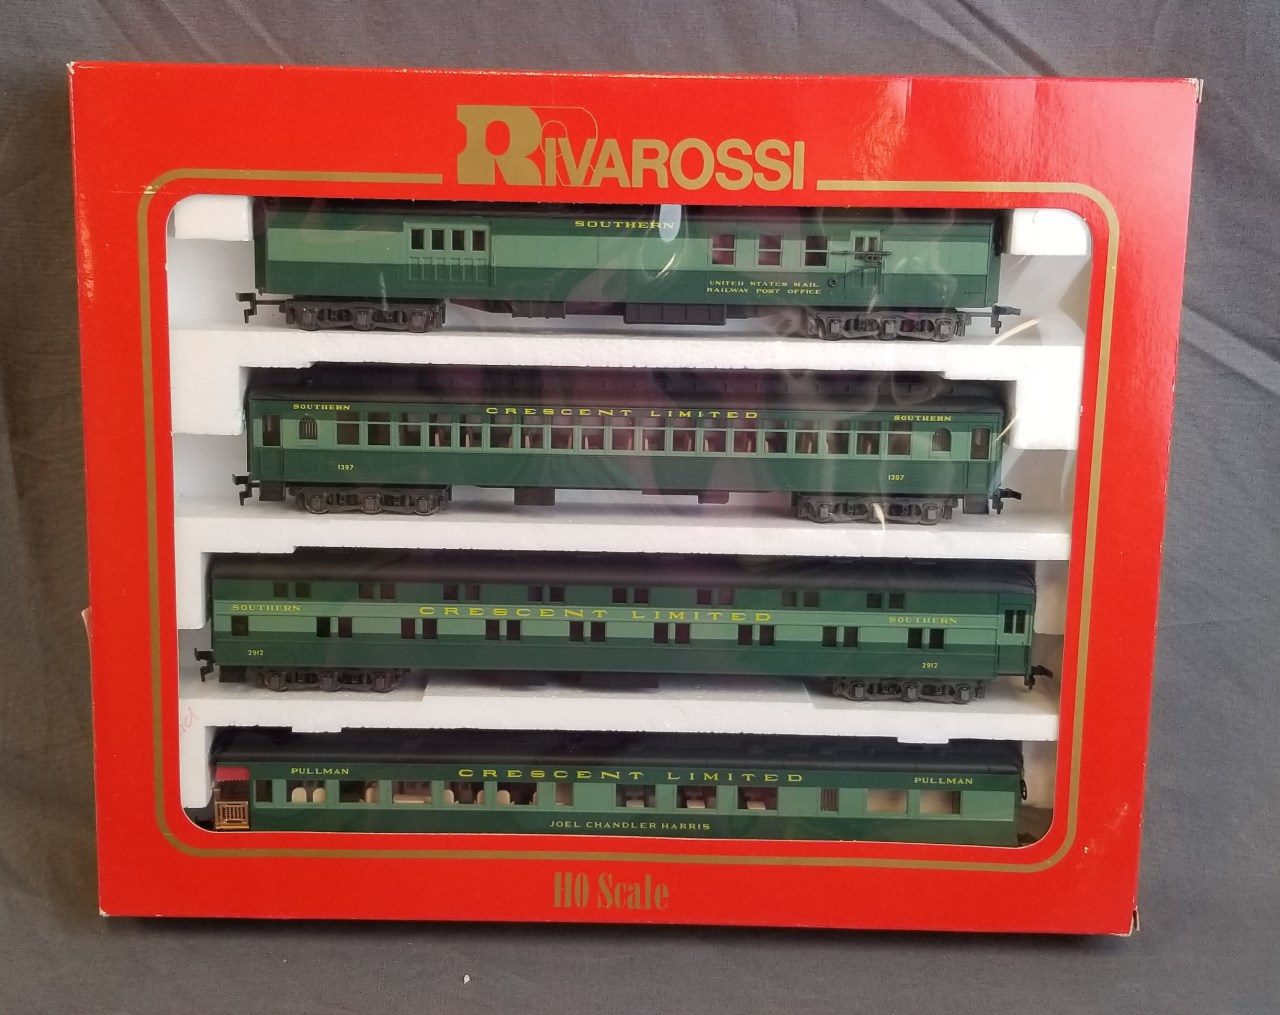 RIVAROSSI
SOUTHERN
UNITED STATES MAIL
RAILWAY POST OFFICE
SOUTHERN CRESCENT LIMITED SOUTHERN
1397 1397
SOUTHERN CRESCENT LIMITED SOUTHERN
2912 2912
PULLMAN CRESCENT LIMITED PULLMAN
JOEL CHANDLER HARRIS
HO Scale